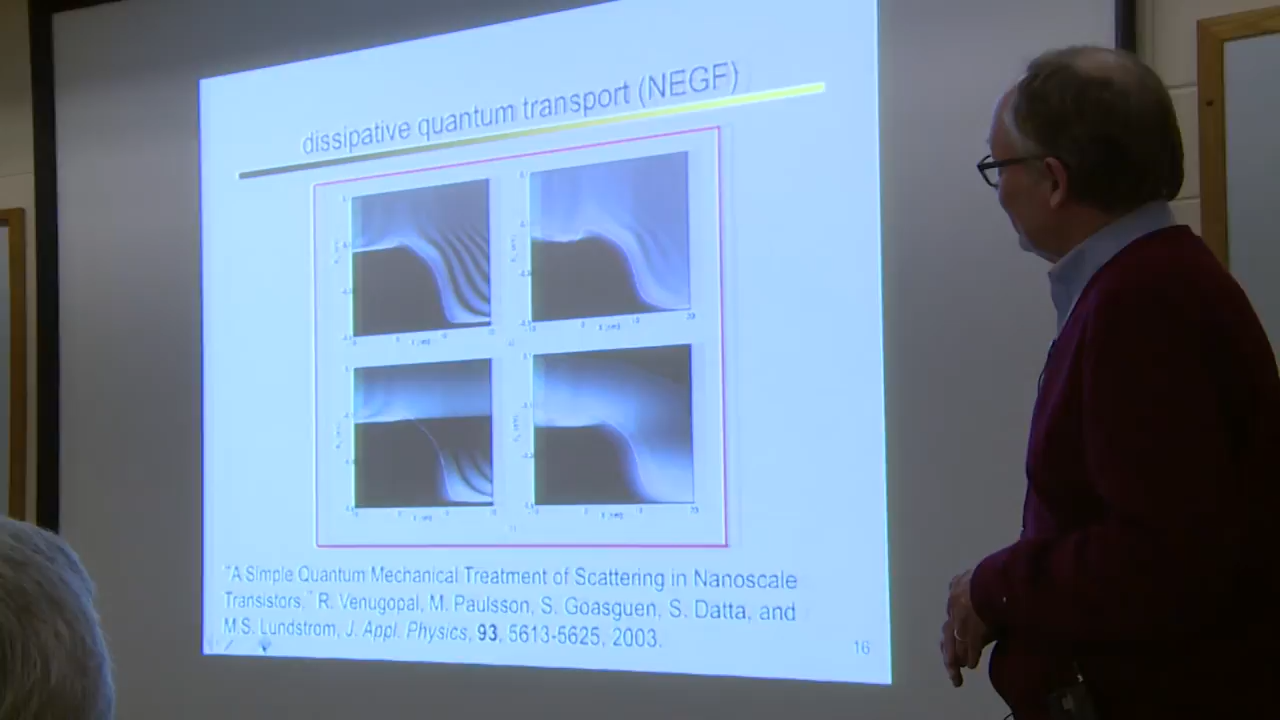 dissipative quantum transport (NEGF)
"A Simple Quantum Mechanical Treatment of Scattering in Nanoscale
Transistors," R. Venugopal, M. Paulsson, S. Goasguen, S. Datta, and
M.S. Lundstrom, J. Appl. Physics, 93, 5613-5625, 2003.
16